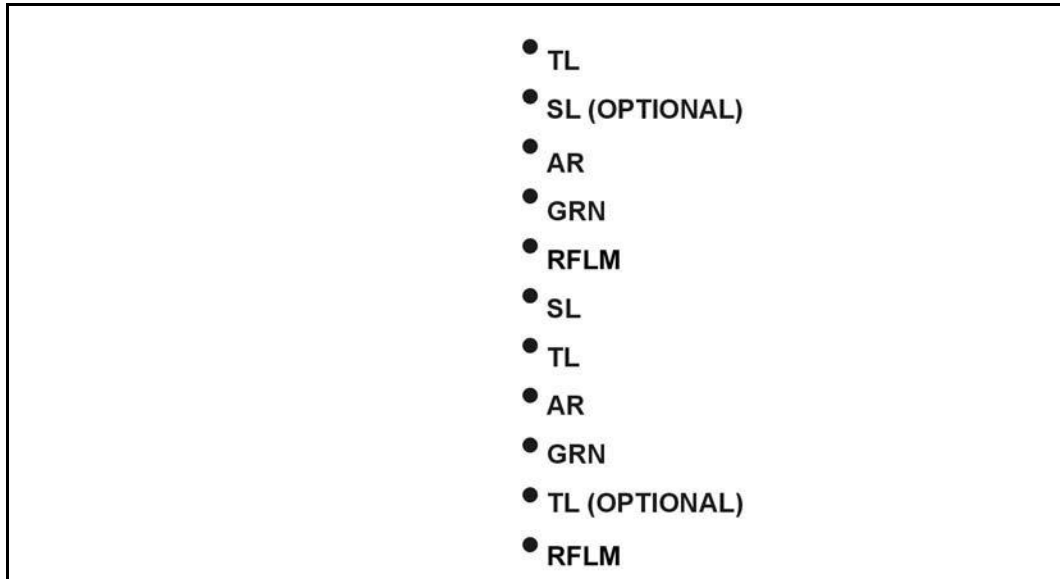 • TL
• SL (OPTIONAL)
• AR
• GRN
• RFLM
• SL
• TL
• AR
• GRN
• TL (OPTIONAL)
• RFLM